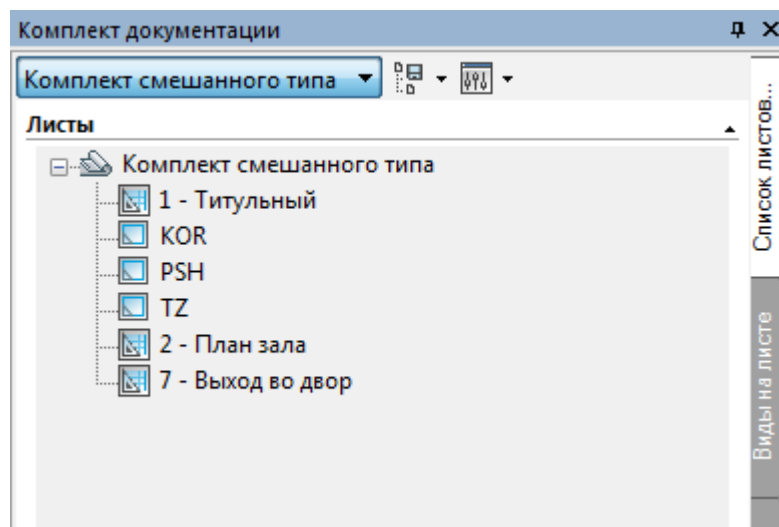 Комплект документации
Комплект смешанного типа
Листы
Комплект смешанного типа
1 - Титульный
KOR
PSH
TZ
2 - План зала
7 - Выход во двор
Список листов...
Виды на листе